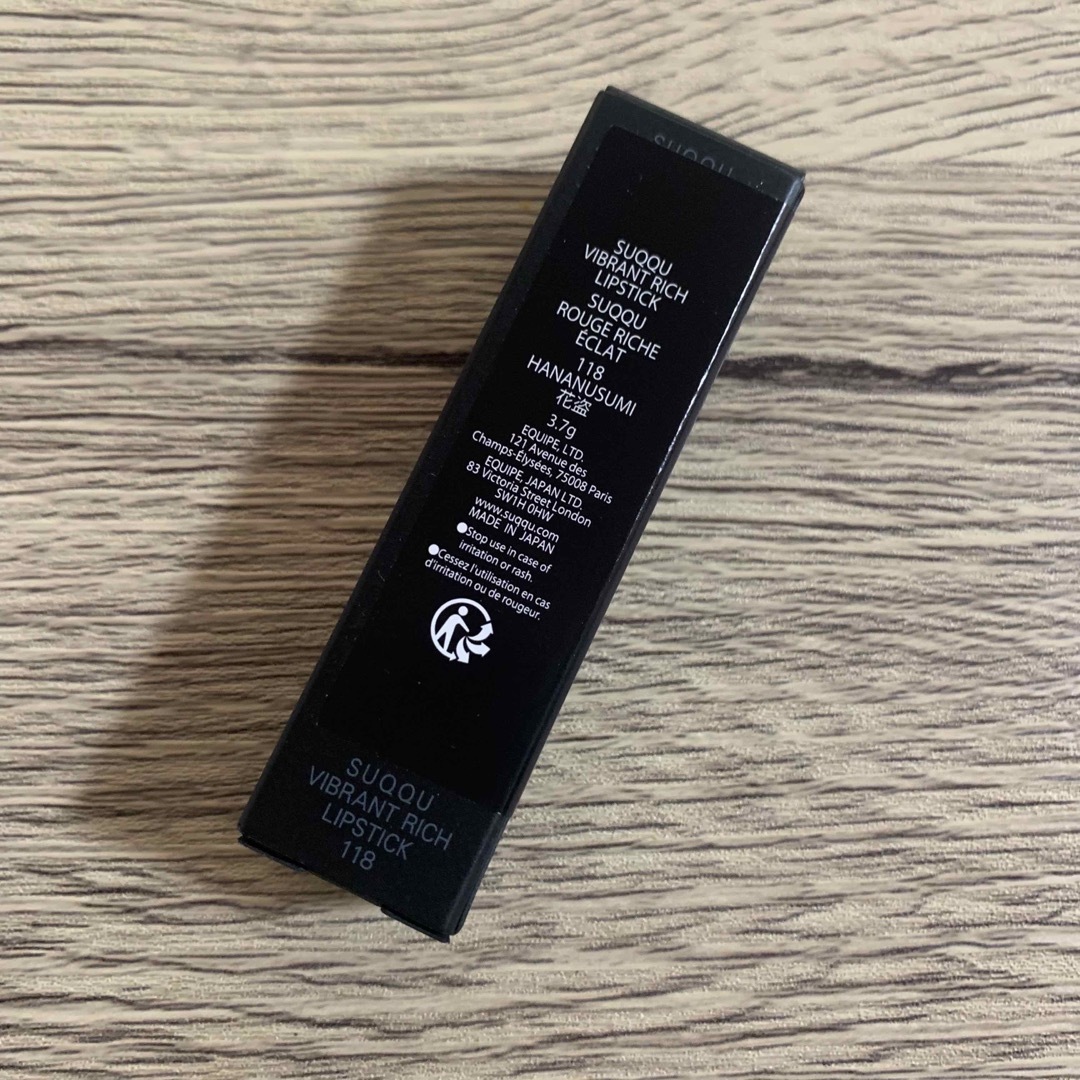 SUQQU
SUQQU
VIBRANT RICH
LIPSTICK
SUQQU
ROUGE RICHE
ÉCLAT
118
HANANUSUMI
花盗
3.7g
EQUIPE, LTD.
121 Avenue des
Champs-Élysées, 75008 Paris
EQUIPE, JAPAN LTD.
83 Victoria Street London
SW1H 0HW
www.suqqu.com
MADE IN JAPAN
●Stop use in case of
irritation or rash.
●Cessez l'utilisation en cas
d'irritation ou de rougeur.
SUQQU
VIBRANT RICH
LIPSTICK
118